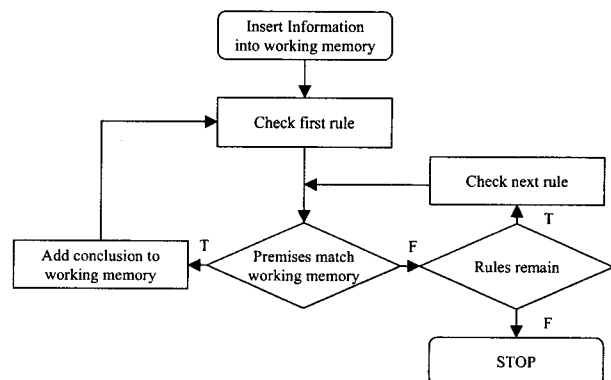 Insert Information
into working memory
Check first rule
Check next rule
T
Add conclusion to
working memory
T
Premises match
working memory
F
Rules remain
F
STOP